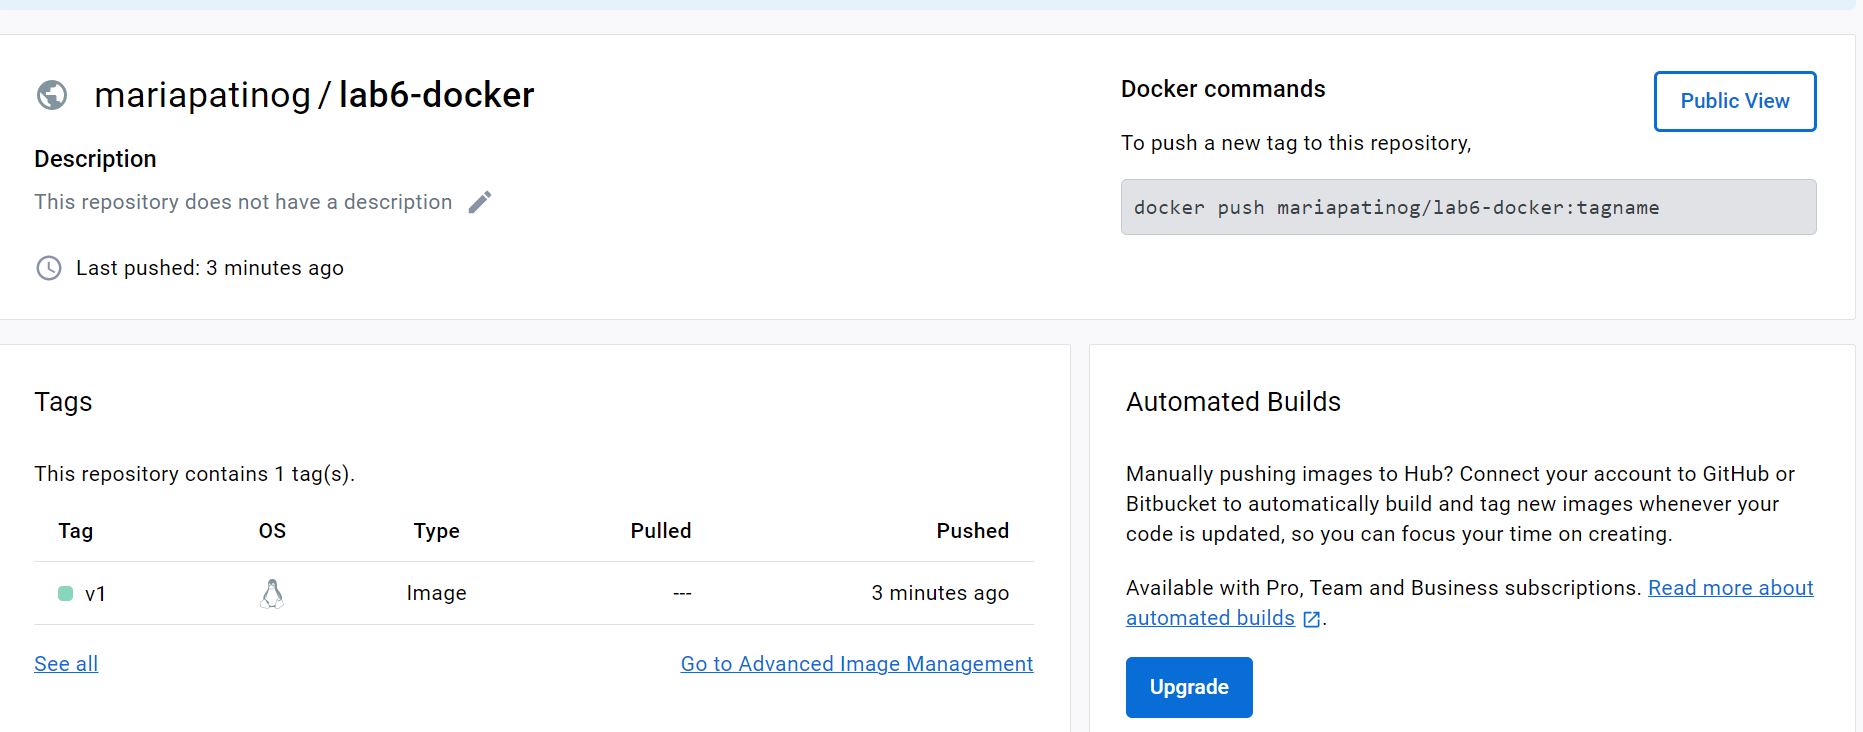 mariapatinog / lab6-docker
Description
This repository does not have a description
Last pushed: 3 minutes ago
Docker commands
Public View
To push a new tag to this repository,
docker push mariapatinog/lab6-docker:tagname
Tags
This repository contains 1 tag(s).
Tag OS Type Pulled Pushed
v1 Image --- 3 minutes ago
See all Go to Advanced Image Management
Automated Builds
Manually pushing images to Hub? Connect your account to GitHub or
Bitbucket to automatically build and tag new images whenever your
code is updated, so you can focus your time on creating.
Available with Pro, Team and Business subscriptions. Read more about
automated builds .
Upgrade